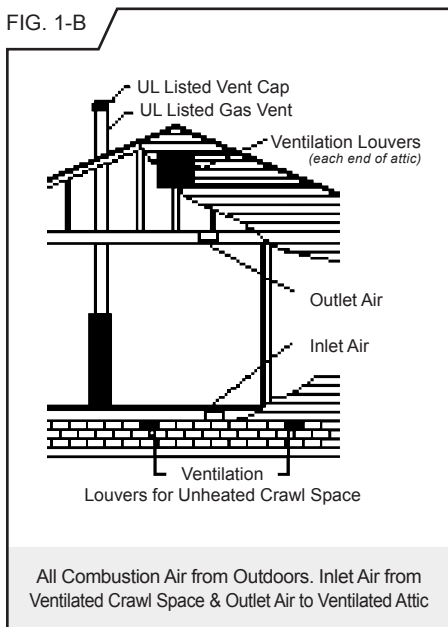 FIG. 1-B
UL Listed Vent Cap
UL Listed Gas Vent
Ventilation Louvers
(each end of attic)
Outlet Air
Inlet Air
Ventilation
Louvers for Unheated Crawl Space
All Combustion Air from Outdoors. Inlet Air from
Ventilated Crawl Space & Outlet Air to Ventilated Attic